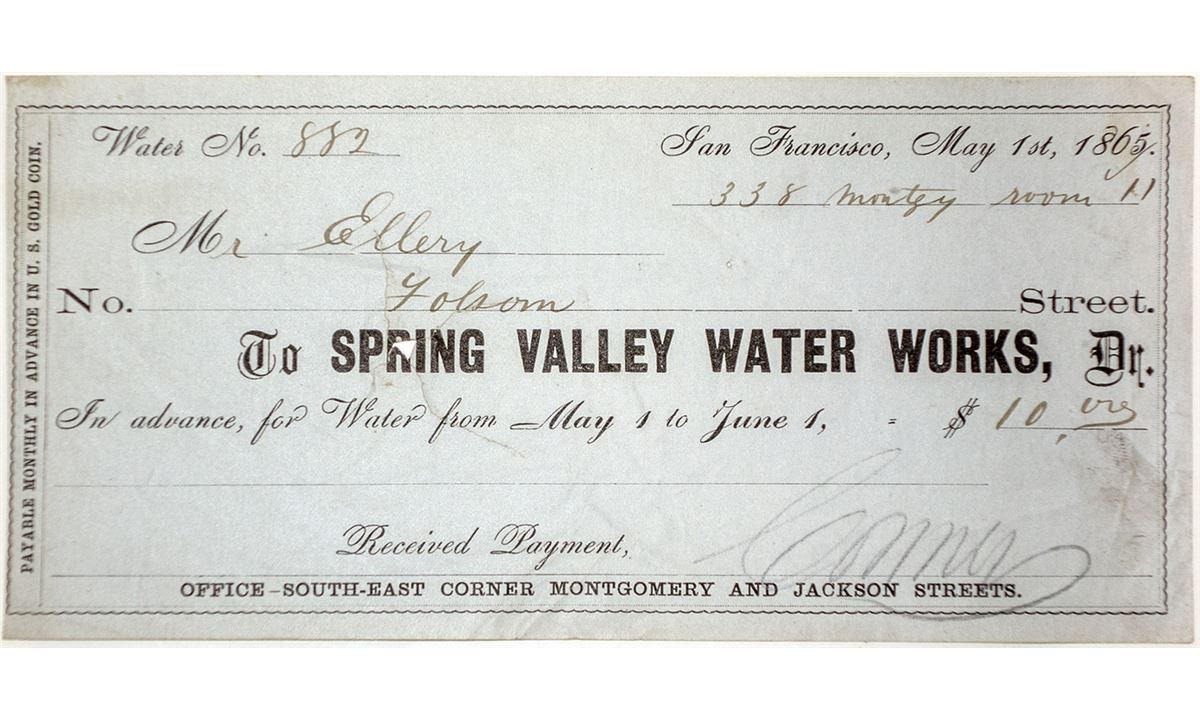 PAYABLE MONTHLY IN ADVANCE IN U. S. GOLD COIN.
Water No. 882
San Francisco, May 1st, 1865.
338 Montgy room 11
Mr Ellery
No. Folsom Street.
To SPRING VALLEY WATER WORKS, Dr.
In advance, for Water from May 1 to June 1, = $ 10,
Received Payment,
OFFICE–SOUTH-EAST CORNER MONTGOMERY AND JACKSON STREETS.